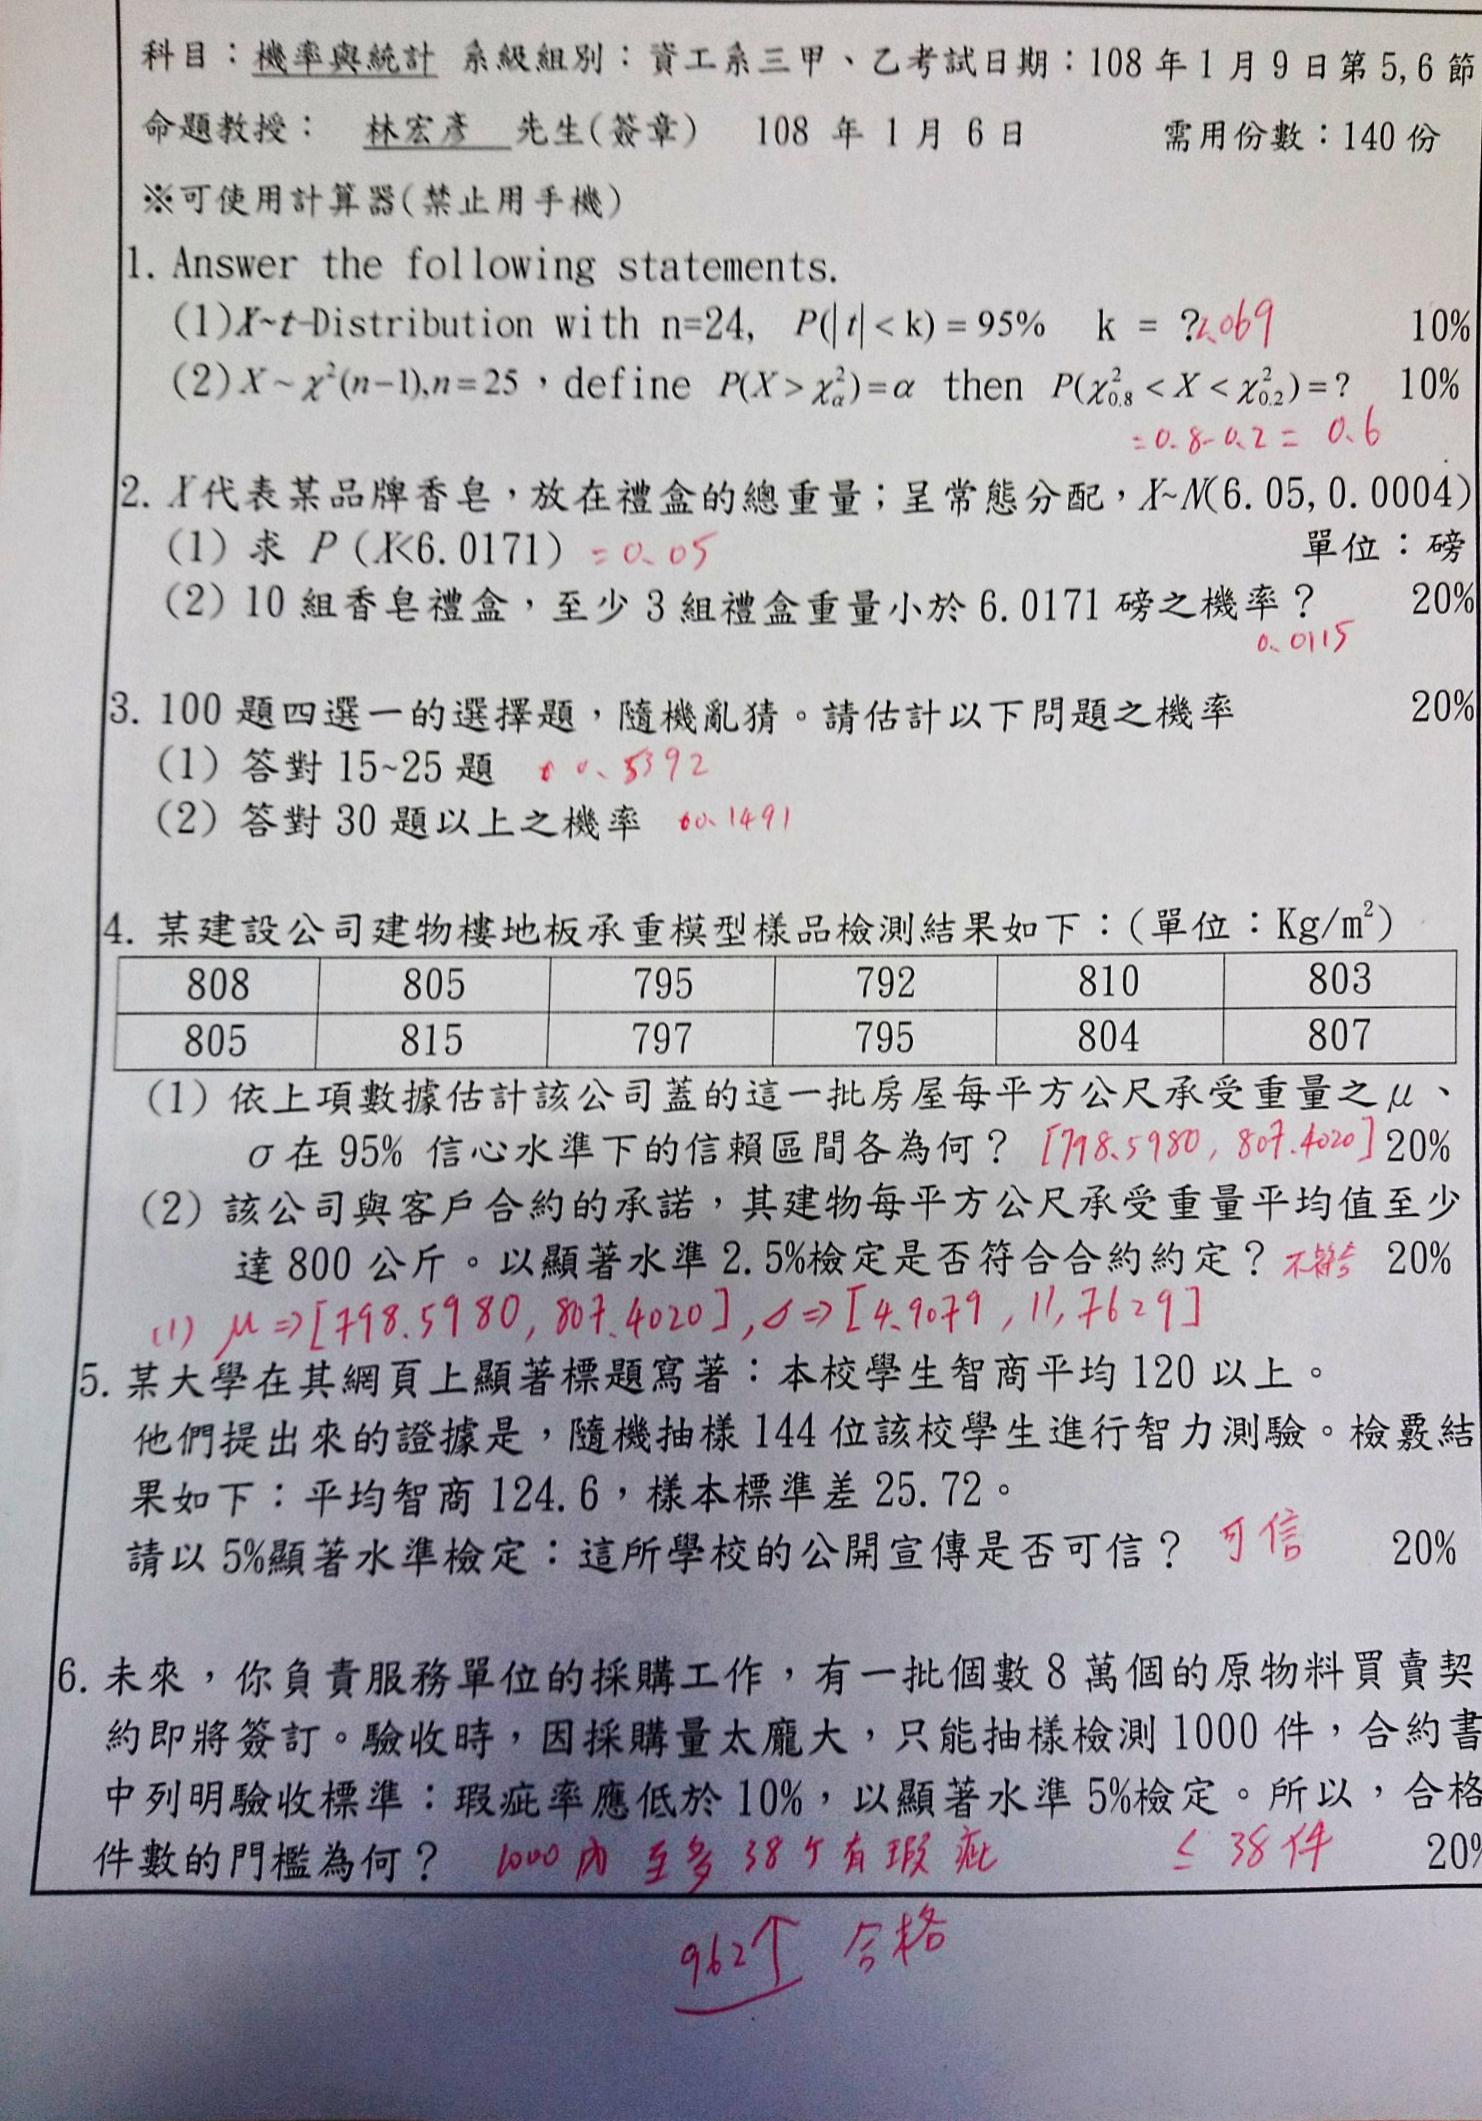 科目：機率與統計 系級組別：資工系三甲、乙考試日期：108 年 1 月 9 日第 5,6 節
命題教授： 林宏彥 先生(簽章) 108 年 1 月 6 日 需用份數：140 份
※可使用計算器(禁止用手機)
1. Answer the following statements.
(1)X~t-Distribution with n=24, P(|t|<k)=95% k = ? 2.069 10%
(2)X~χ²(n-1),n=25，define P(X>χ²_α)=α then P(χ²_0.8<X<χ²_0.2)=? 10%
=0.8-0.2= 0.6
2. X代表某品牌香皂，放在禮盒的總重量；呈常態分配，X~N(6.05,0.0004)
(1) 求 P (X<6.0171) =0.05 單位：磅
(2) 10 組香皂禮盒，至少 3 組禮盒重量小於 6.0171 磅之機率？ 20%
0.0115
3. 100 題四選一的選擇題，隨機亂猜。請估計以下問題之機率 20%
(1) 答對 15~25 題 0.5392
(2) 答對 30 題以上之機率 0.1491
4. 某建設公司建物樓地板承重模型樣品檢測結果如下：(單位：Kg/m²)
808 805 795 792 810 803
805 815 797 795 804 807
(1) 依上項數據估計該公司蓋的這一批房屋每平方公尺承受重量之μ、
σ在 95% 信心水準下的信賴區間各為何？ [798.5980, 807.4020] 20%
(2) 該公司與客戶合約的承諾，其建物每平方公尺承受重量平均值至少
達 800 公斤。以顯著水準 2.5%檢定是否符合合約約定？ 不符合 20%
(1) μ⇒[798.5980, 807.4020], σ⇒[4.9079, 11.7629]
5. 某大學在其網頁上顯著標題寫著：本校學生智商平均 120 以上。
他們提出來的證據是，隨機抽樣 144 位該校學生進行智力測驗。檢覈結
果如下：平均智商 124.6，樣本標準差 25.72。
請以 5%顯著水準檢定：這所學校的公開宣傳是否可信？ 可信 20%
6. 未來，你負責服務單位的採購工作，有一批個數 8 萬個的原物料買賣契
約即將簽訂。驗收時，因採購量太龐大，只能抽樣檢測 1000 件，合約書
中列明驗收標準：瑕疵率應低於 10%，以顯著水準 5%檢定。所以，合格
件數的門檻為何？ 1000內 至多 38個有瑕疵 ≤ 38件 20%
962↑ 合格